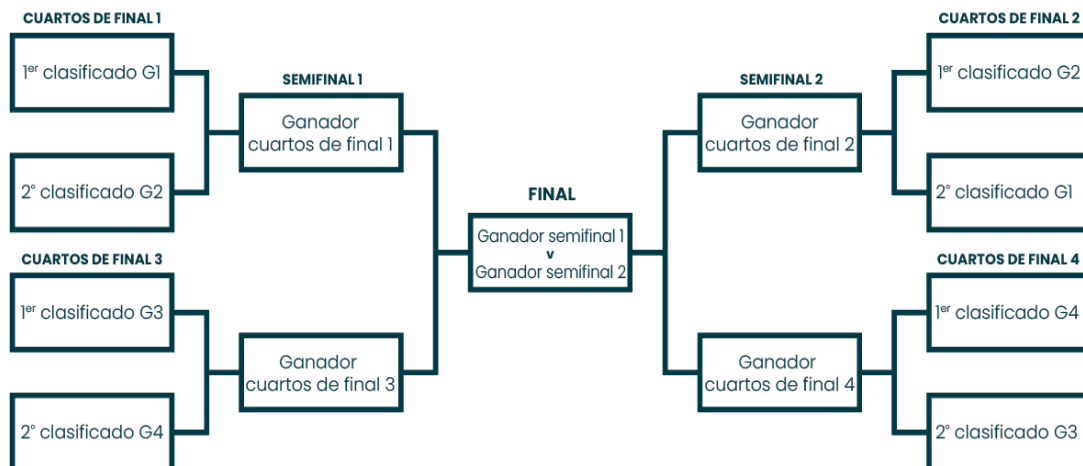 CUARTOS DE FINAL 1
1er clasificado G1
2° clasificado G2
SEMIFINAL 1
Ganador
cuartos de final 1
CUARTOS DE FINAL 3
1er clasificado G3
2° clasificado G4
Ganador
cuartos de final 3
FINAL
Ganador semifinal 1
v
Ganador semifinal 2
SEMIFINAL 2
Ganador
cuartos de final 2
CUARTOS DE FINAL 2
1er clasificado G2
2° clasificado G1
Ganador
cuartos de final 4
CUARTOS DE FINAL 4
1er clasificado G4
2° clasificado G3